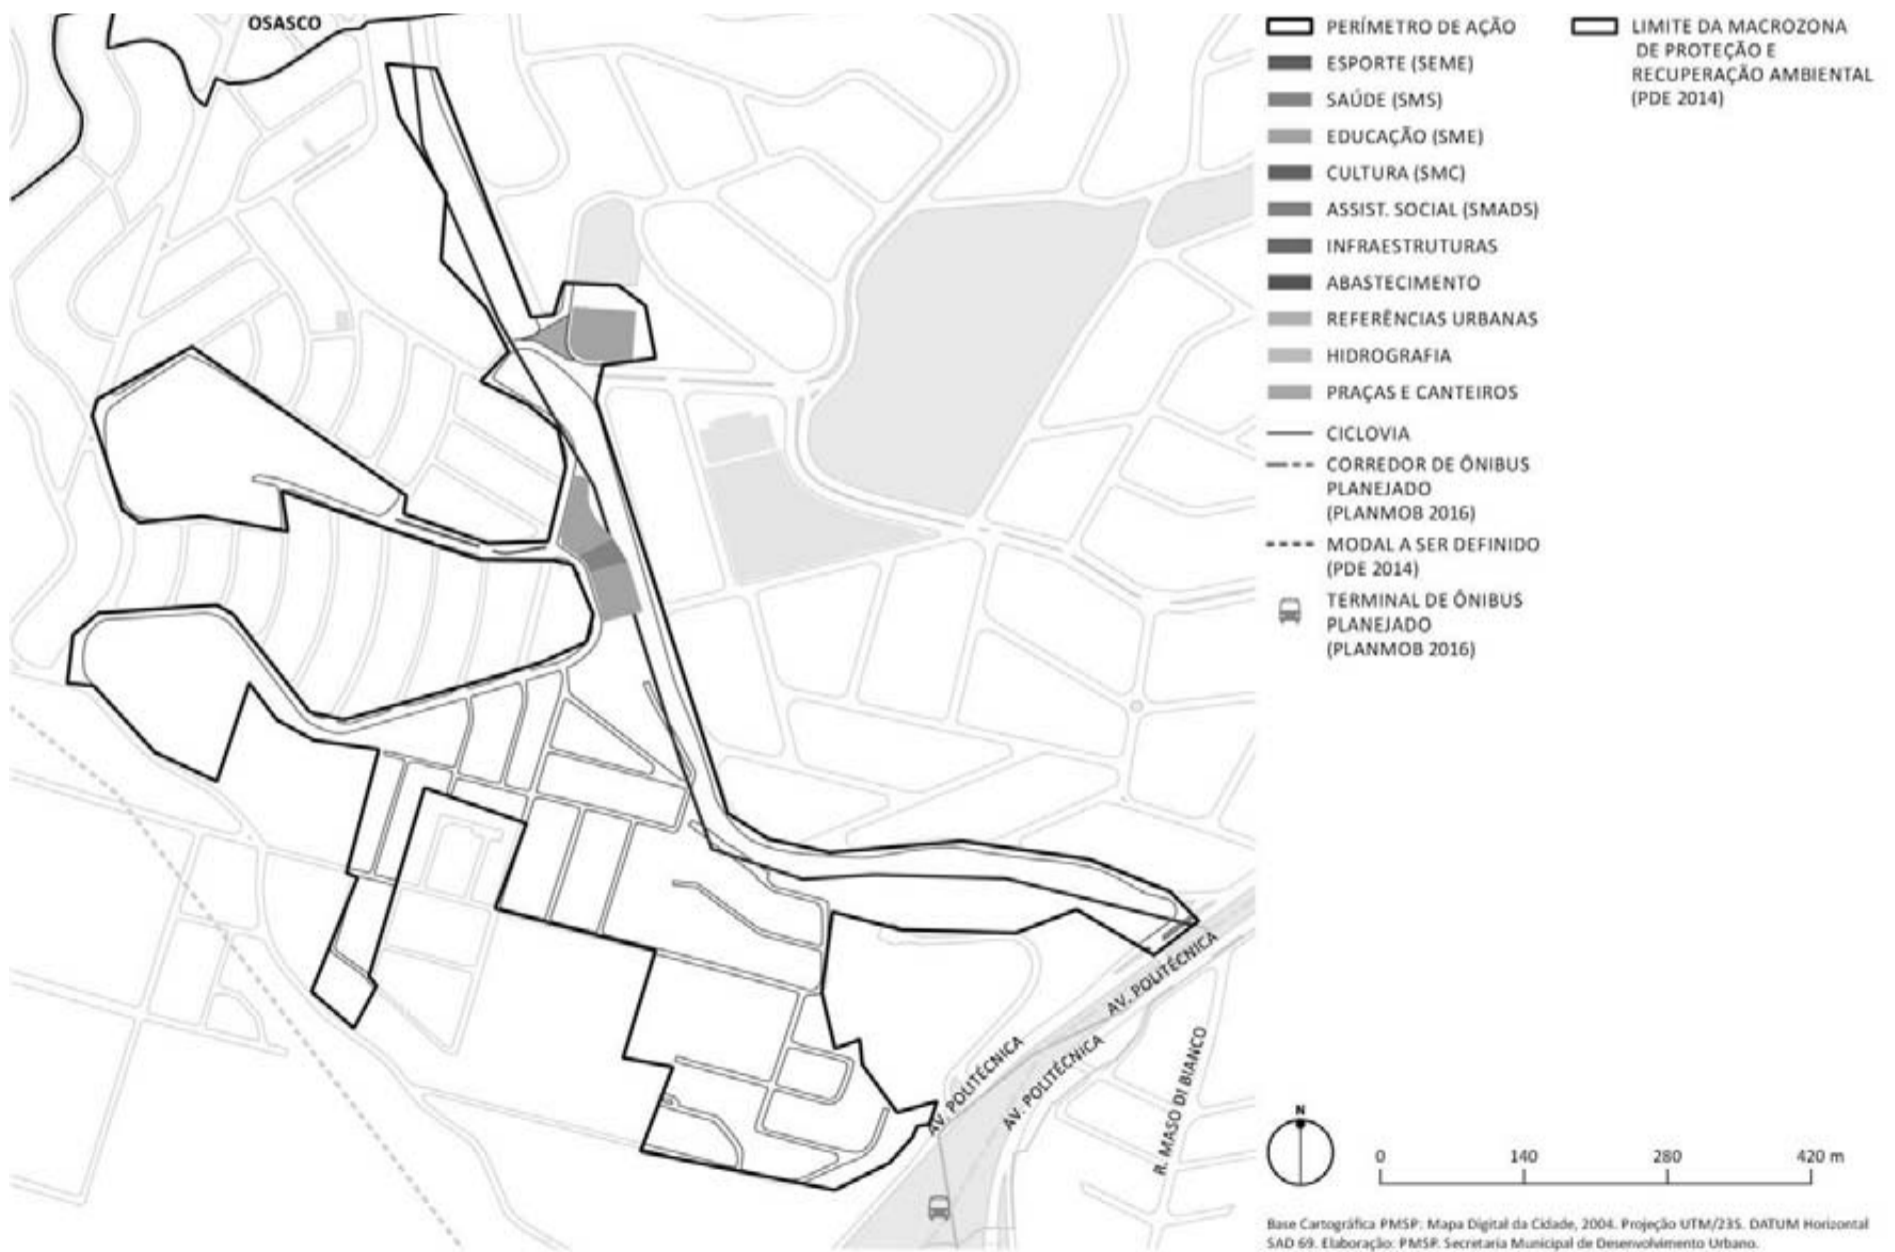 OSASCO
AV. POLITÉCNICA
AV. POLITÉCNICA
AV. POLITÉCNICA
R. MASO DI BIANCO
PERÍMETRO DE AÇÃO
ESPORTE (SEME)
SAÚDE (SMS)
EDUCAÇÃO (SME)
CULTURA (SMC)
ASSIST. SOCIAL (SMADS)
INFRAESTRUTURAS
ABASTECIMENTO
REFERÊNCIAS URBANAS
HIDROGRAFIA
PRAÇAS E CANTEIROS
CICLOVIA
CORREDOR DE ÔNIBUS
PLANEJADO
(PLANMOB 2016)
MODAL A SER DEFINIDO
(PDE 2014)
TERMINAL DE ÔNIBUS
PLANEJADO
(PLANMOB 2016)
LIMITE DA MACROZONA
DE PROTEÇÃO E
RECUPERAÇÃO AMBIENTAL
(PDE 2014)
N
0 140 280 420 m
Base Cartográfica PMSP: Mapa Digital da Cidade, 2004. Projeção UTM/23S. DATUM Horizontal
SAD 69. Elaboração: PMSP. Secretaria Municipal de Desenvolvimento Urbano.